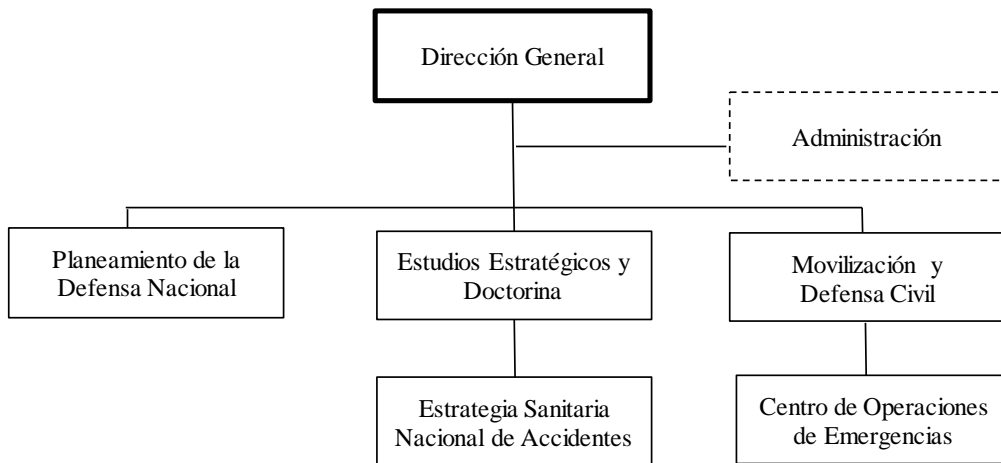 Dirección General
Administración
Planeamiento de la
Defensa Nacional
Estudios Estratégicos y
Doctorina
Movilización y
Defensa Civil
Estrategia Sanitaria
Nacional de Accidentes
Centro de Operaciones
de Emergencias